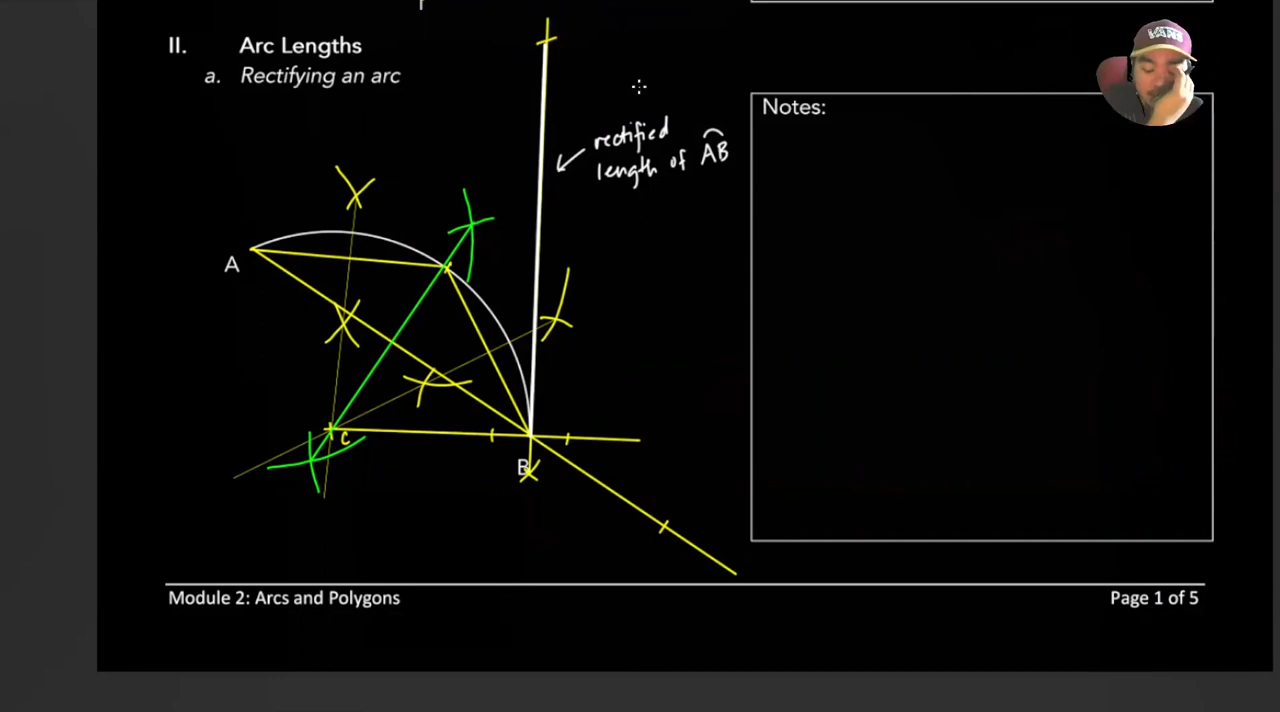 II. Arc Lengths
a. Rectifying an arc
VANS
Notes:
rectified
length of AB
A
C
B
Module 2: Arcs and Polygons
Page 1 of 5